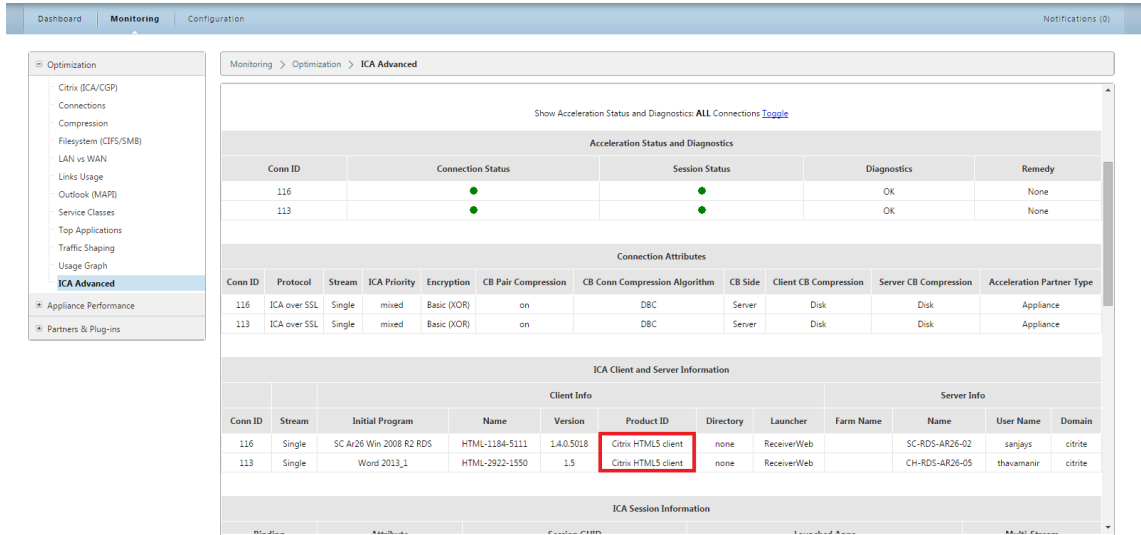 Dashboard Monitoring Configuration Notifications (0)
Optimization
Citrix (ICA/CGP)
Connections
Compression
Filesystem (CIFS/SMB)
LAN vs WAN
Links Usage
Outlook (MAPI)
Service Classes
Top Applications
Traffic Shaping
Usage Graph
ICA Advanced
Appliance Performance
Partners & Plug-ins
Monitoring > Optimization > ICA Advanced
Show Acceleration Status and Diagnostics: ALL Connections Toggle
Acceleration Status and Diagnostics
Conn ID Connection Status Session Status Diagnostics Remedy
116 OK None
113 OK None
Connection Attributes
Conn ID Protocol Stream ICA Priority Encryption CB Pair Compression CB Conn Compression Algorithm CB Side Client CB Compression Server CB Compression Acceleration Partner Type
116 ICA over SSL Single mixed Basic (XOR) on DBC Server Disk Disk Appliance
113 ICA over SSL Single mixed Basic (XOR) on DBC Server Disk Disk Appliance
ICA Client and Server Information
Client Info Server Info
Conn ID Stream Initial Program Name Version Product ID Directory Launcher Farm Name Name User Name Domain
116 Single SC Ar26 Win 2008 R2 RDS HTML-1184-5111 1.4.0.5018 Citrix HTML5 client none ReceiverWeb SC-RDS-AR26-02 sanjays citrite
113 Single Word 2013_1 HTML-2922-1550 1.5 Citrix HTML5 client none ReceiverWeb CH-RDS-AR26-05 thavamanir citrite
ICA Session Information
Binding Attribute Session GUID Launched Apps Multi-Stream